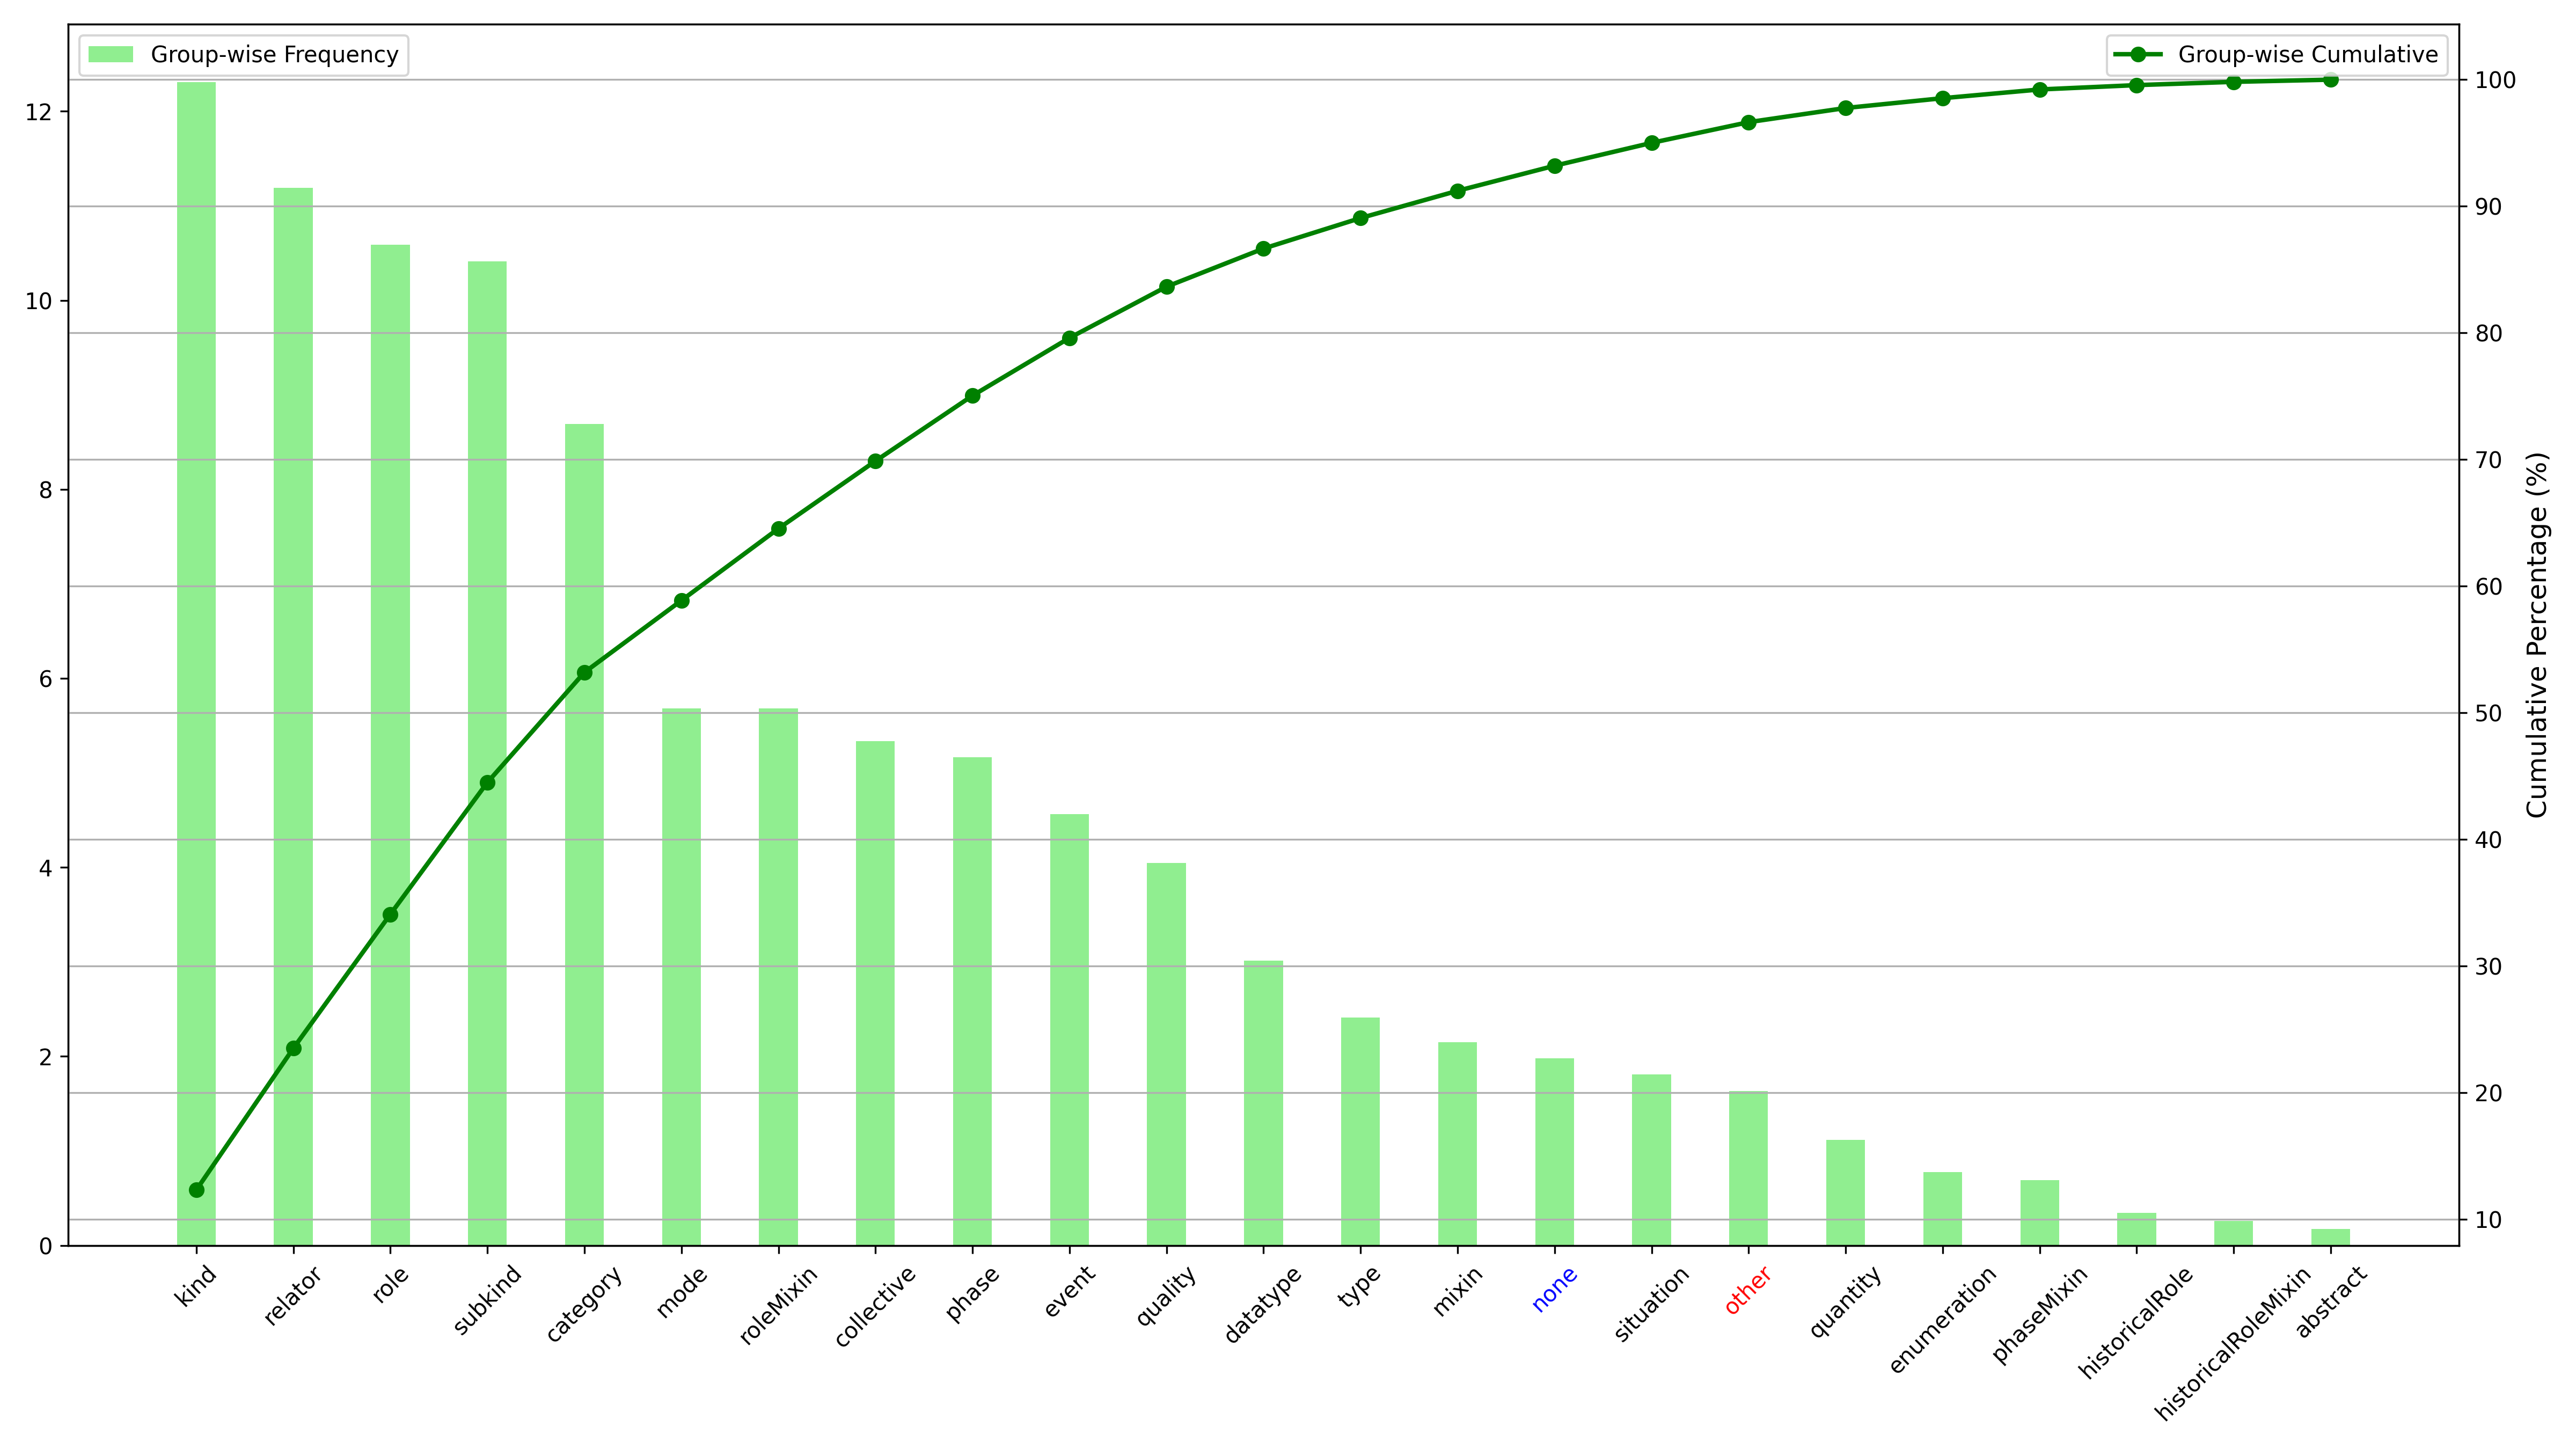 Group-wise Frequency
Group-wise Cumulative
12
10
8
6
4
2
0
100
90
80
70
60
50
40
30
20
10
Cumulative Percentage (%)
kind
relator
role
subkind
category
mode
roleMixin
collective
phase
event
quality
datatype
type
mixin
none
situation
other
quantity
enumeration
phaseMixin
historicalRole
historicalRoleMixin
abstract